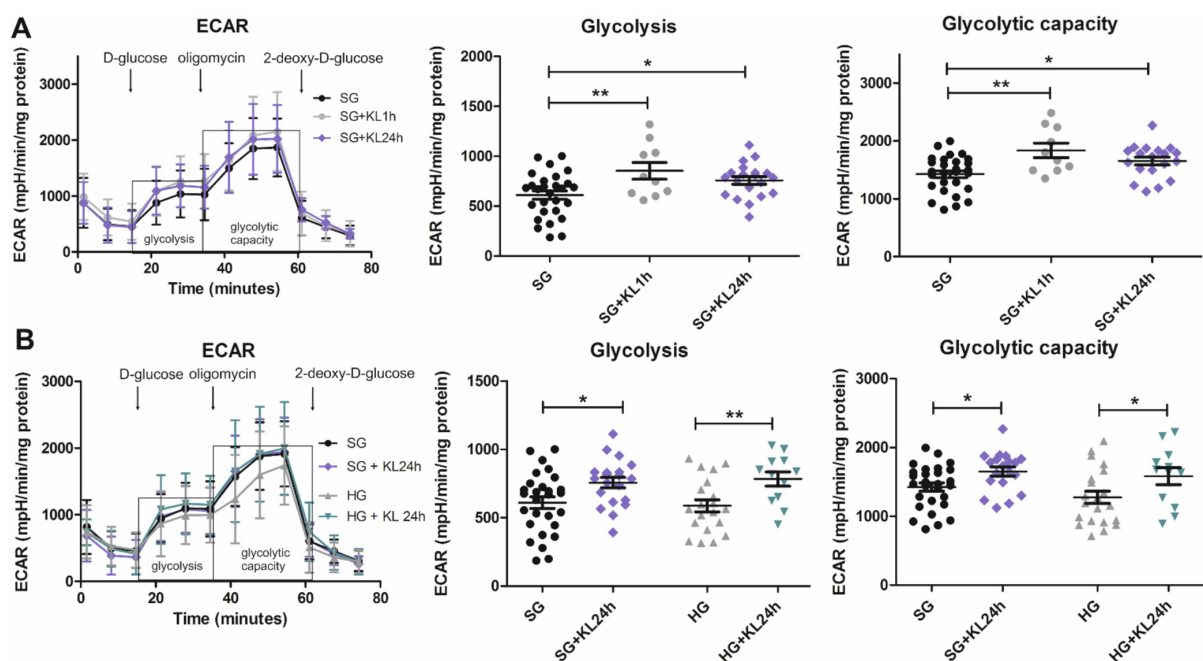 A
ECAR
D-glucose oligomycin 2-deoxy-D-glucose
3000
2000
1000
0
ECAR (mpH/min/mg protein)
SG
SG+KL1h
SG+KL24h
glycolysis
glycolytic
capacity
0 20 40 60 80
Time (minutes)
Glycolysis
2000
1500
1000
500
0
ECAR (mpH/min/mg protein)
*
**
SG
SG+KL1h
SG+KL24h
Glycolytic capacity
3000
2000
1000
0
ECAR (mpH/min/mg protein)
*
**
SG
SG+KL1h
SG+KL24h
B
ECAR
D-glucose oligomycin 2-deoxy-D-glucose
3000
2000
1000
0
ECAR (mpH/min/mg protein)
SG
SG + KL24h
HG
HG + KL 24h
glycolysis
glycolytic
capacity
0 20 40 60 80
Time (minutes)
Glycolysis
1500
1000
500
0
ECAR (mpH/min/mg protein)
*
**
SG
SG+KL24h
HG
HG+KL24h
Glycolytic capacity
3000
2000
1000
0
ECAR (mpH/min/mg protein)
*
*
SG
SG+KL24h
HG
HG+KL24h